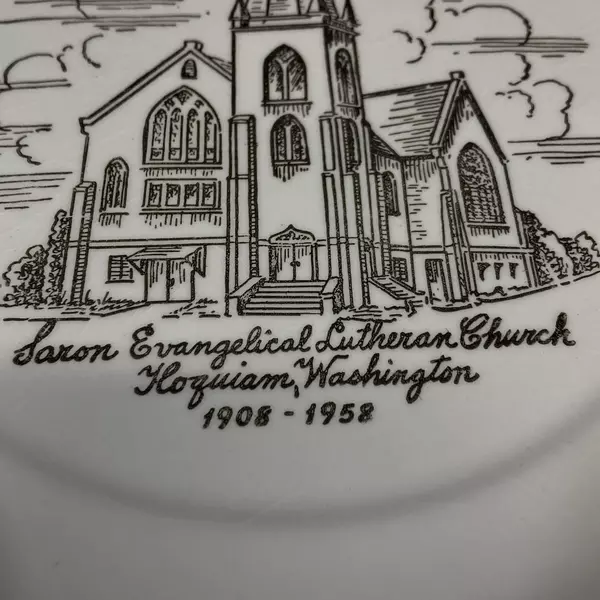 Saron Evangelical Lutheran Church
Hoquiam, Washington
1908 - 1958